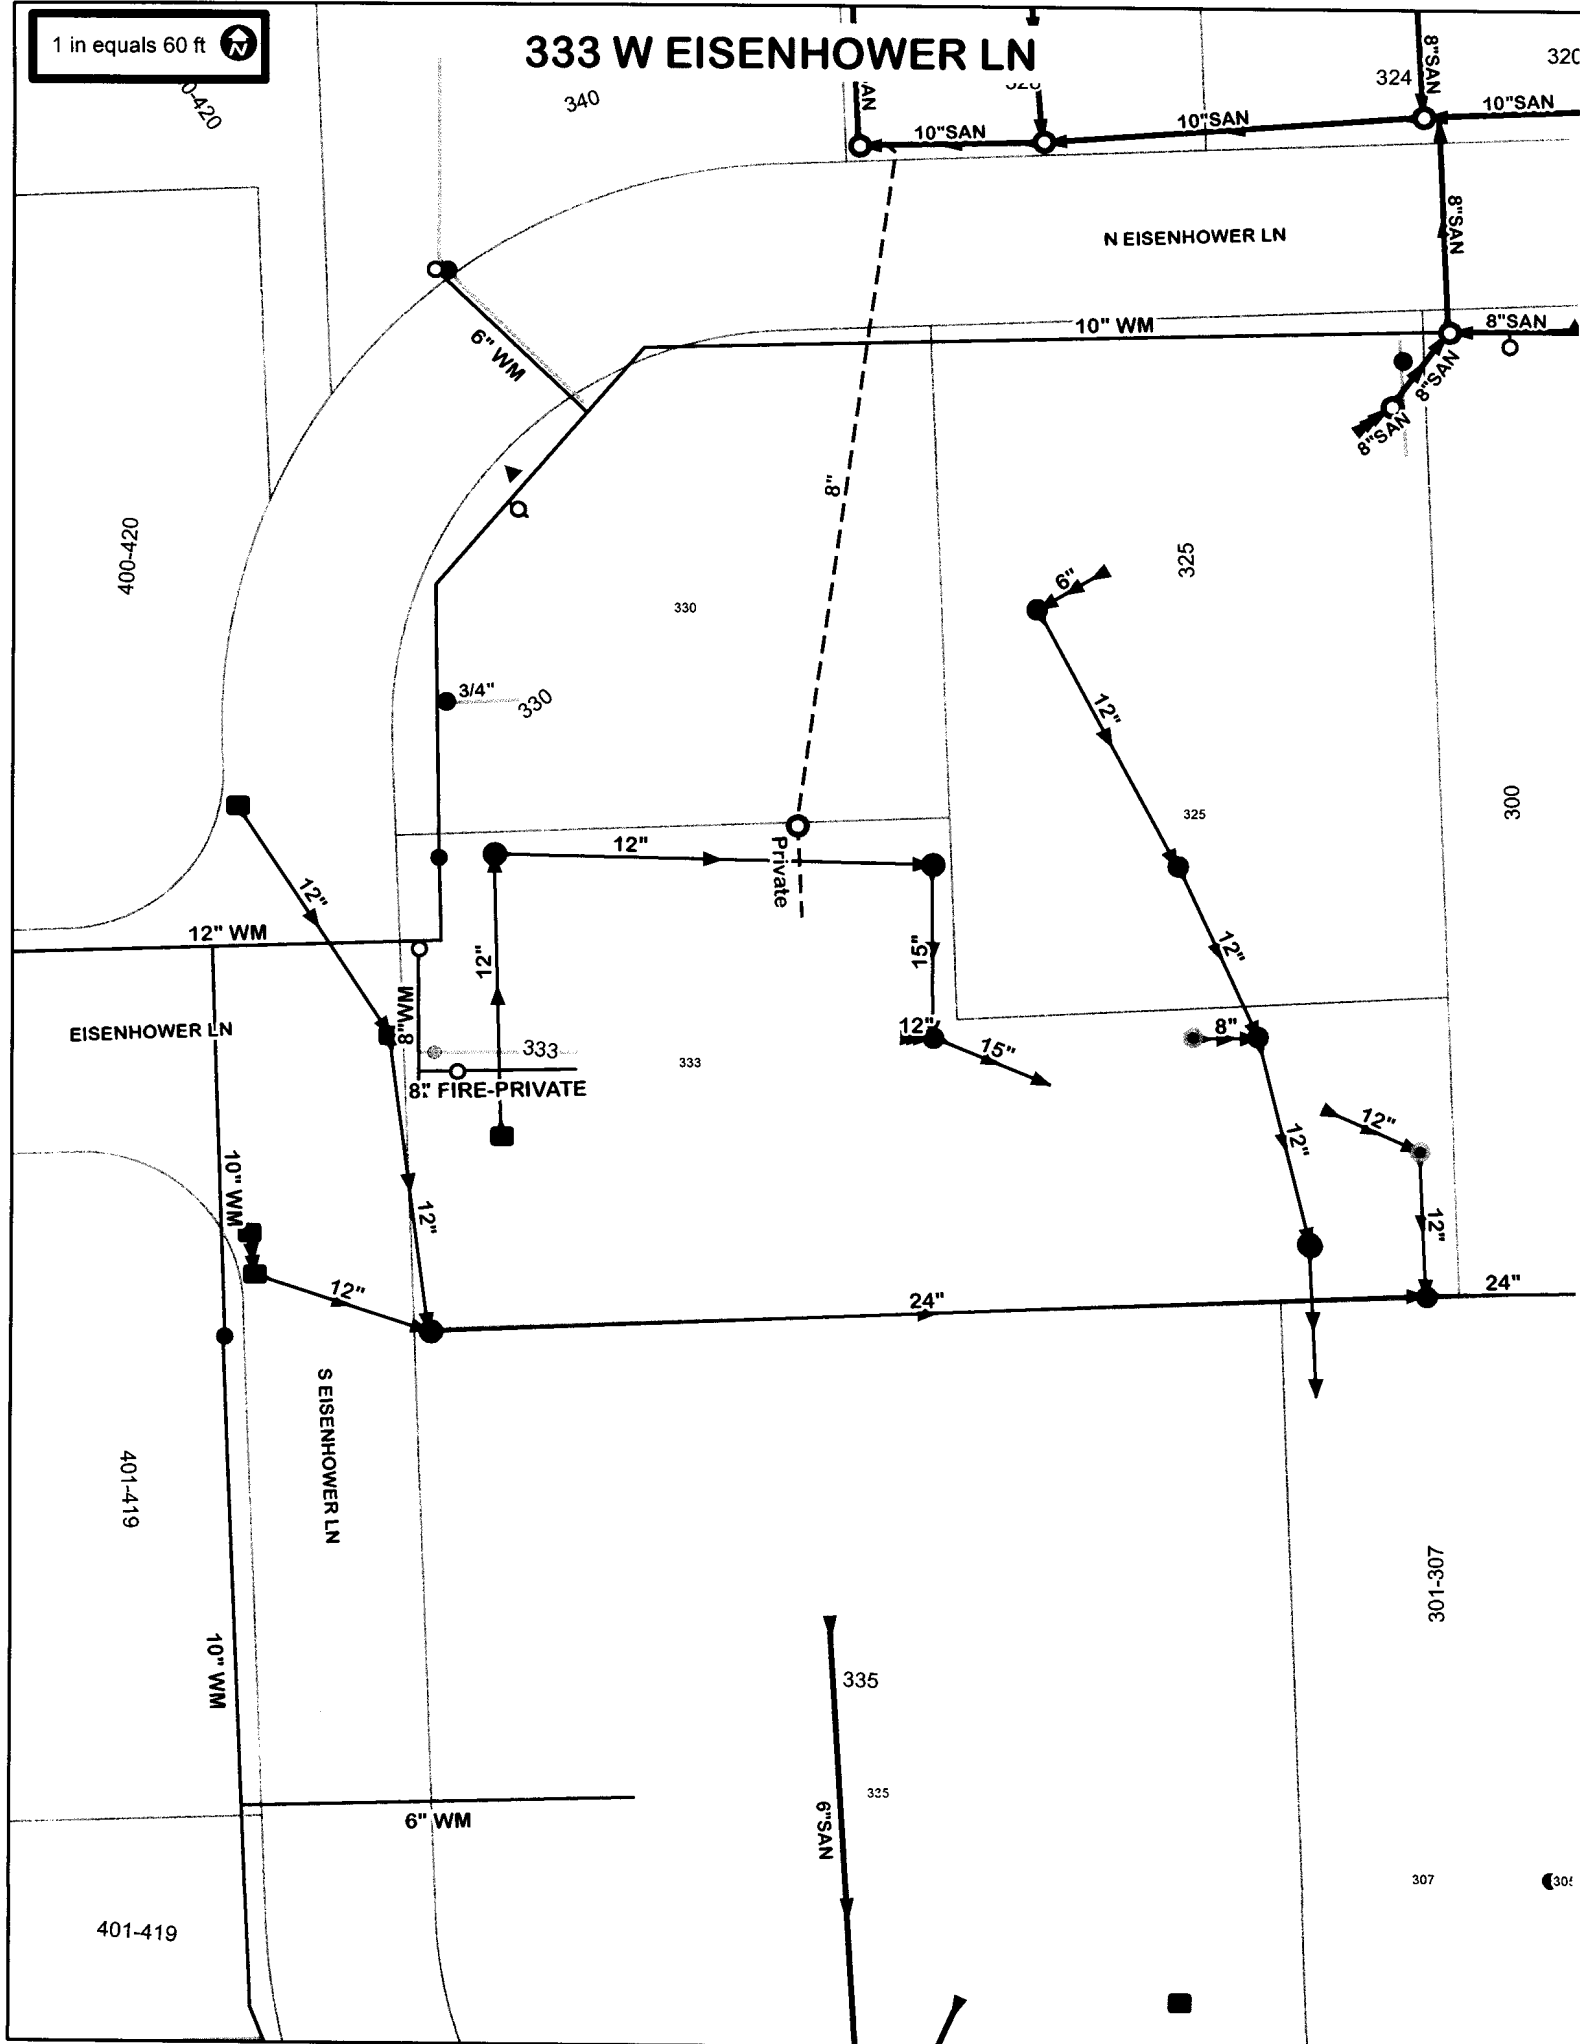 1 in equals 60 ft
N
333 W EISENHOWER LN
0-420
340
324
320
8"SAN
10"SAN
10"SAN
10"SAN
8"SAN
N EISENHOWER LN
10" WM
8"SAN
8"SAN
8"SAN
6" WM
8"
400-420
325
6"
330
3/4"
330
12"
325
300
12"
12"
Private
12"
12" WM
12"
15"
12"
EISENHOWER LN
8"WM
333
333
12"
15"
8"
8" FIRE-PRIVATE
12"
12"
10" WM
12"
12"
12"
24"
24"
S EISENHOWER LN
401-419
301-307
10" WM
335
335
6"SAN
6" WM
307
401-419